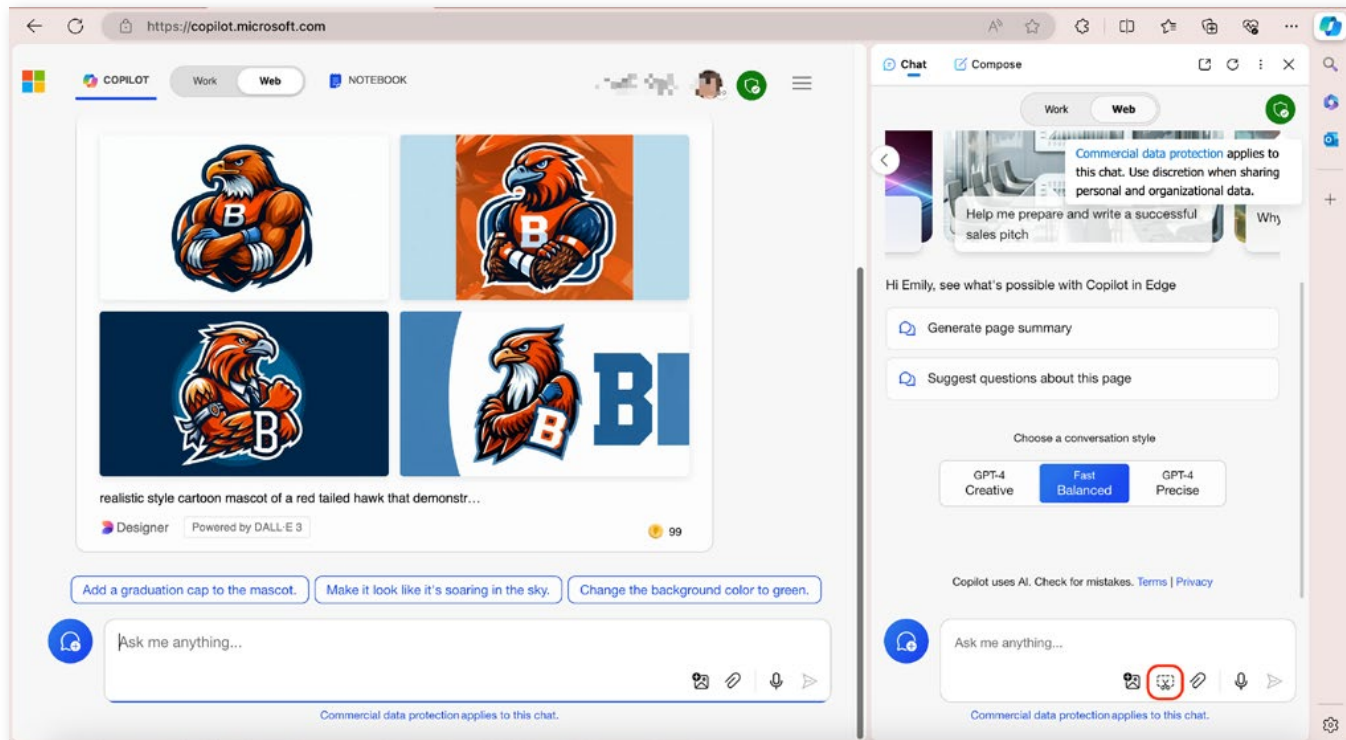 https://copilot.microsoft.com
COPILOT
Work
Web
NOTEBOOK
B
B
B
B
B
realistic style cartoon mascot of a red tailed hawk that demonstr...
Designer
Powered by DALL·E 3
99
Add a graduation cap to the mascot.
Make it look like it's soaring in the sky.
Change the background color to green.
Ask me anything...
Commercial data protection applies to this chat.
Chat
Compose
Work
Web
Commercial data protection applies to
this chat. Use discretion when sharing
personal and organizational data.
Help me prepare and write a successful
sales pitch
Why
Hi Emily, see what's possible with Copilot in Edge
Generate page summary
Suggest questions about this page
Choose a conversation style
GPT-4
Creative
Fast
Balanced
GPT-4
Precise
Copilot uses AI. Check for mistakes. Terms | Privacy
Ask me anything...
Commercial data protection applies to this chat.